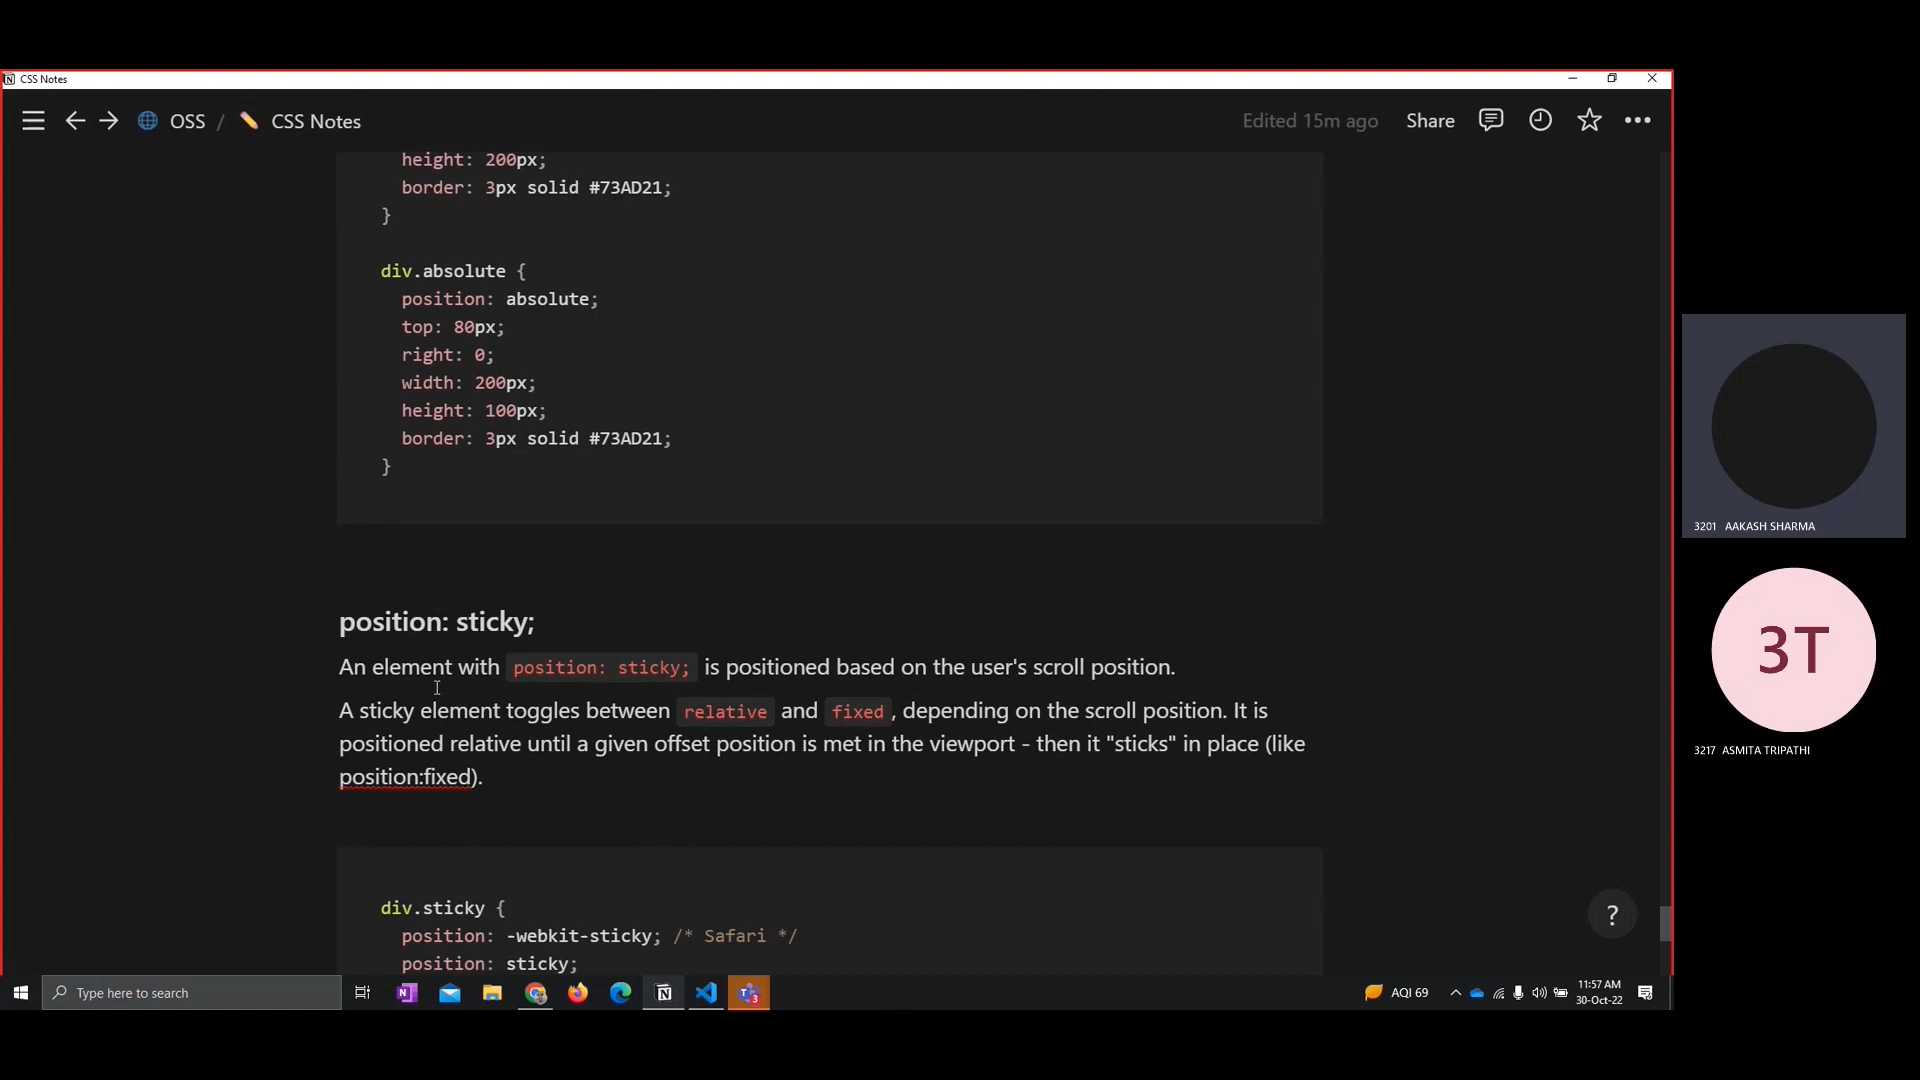 CSS Notes
OSS / CSS Notes
Edited 15m ago Share
height: 200px;
border: 3px solid #73AD21;
}
div.absolute {
position: absolute;
top: 80px;
right: 0;
width: 200px;
height: 100px;
border: 3px solid #73AD21;
}
position: sticky;
An element with position: sticky; is positioned based on the user's scroll position.
A sticky element toggles between relative and fixed, depending on the scroll position. It is
positioned relative until a given offset position is met in the viewport - then it "sticks" in place (like
position:fixed).
div.sticky {
position: -webkit-sticky; /* Safari */
position: sticky;
?
3201 AAKASH SHARMA
3T
3217 ASMITA TRIPATHI
Type here to search
AQI 69
11:57 AM
30-Oct-22